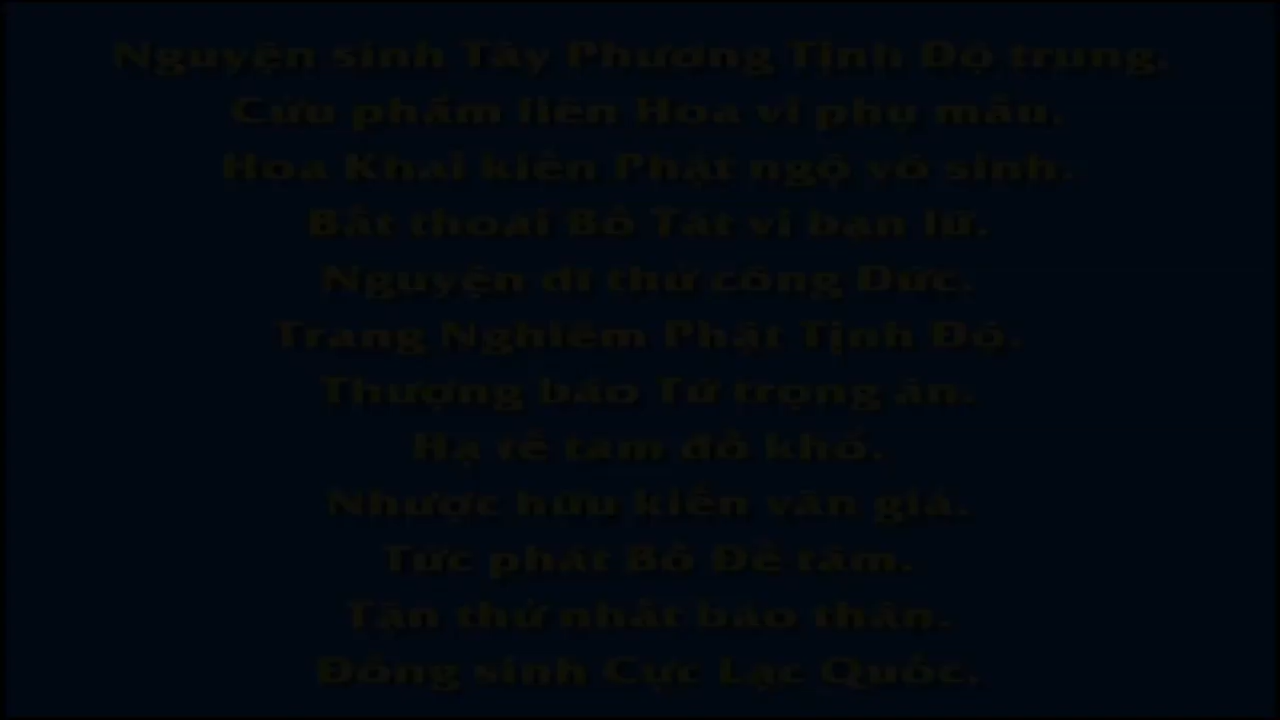 Nguyện sinh Tây Phương Tịnh Độ trung.
Cửu phẩm liên Hoa vi phụ mẫu.
Hoa Khai kiến Phật ngộ vô sinh.
Bất thoai Bồ Tát vi bạn lữ.
Nguyện dĩ thử công Đức.
Trang Nghiêm Phật Tịnh Độ.
Thượng báo Tứ trọng ân.
Hạ tế tam đồ khổ.
Nhược hữu kiến văn giả.
Tức phát Bồ Đề tâm.
Tận thử nhất báo thân.
Đồng sinh Cực Lạc Quốc.